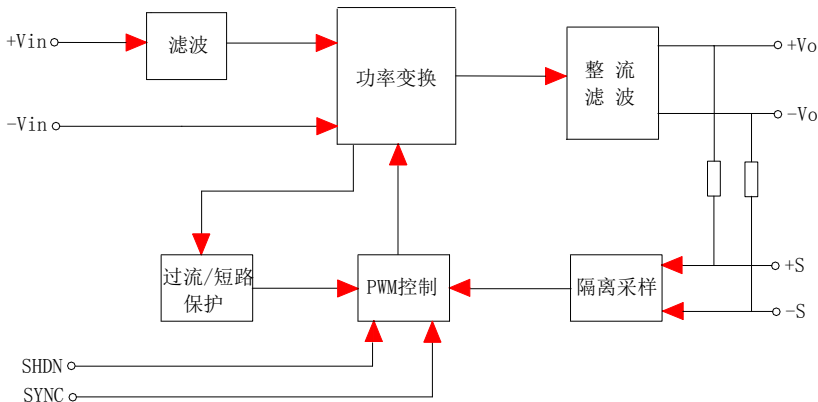 +Vin
滤波
功率变换
整 流
滤 波
+Vo
-Vin
-Vo
过流/短路
保护
PWM控制
隔离采样
+S
-S
SHDN
SYNC